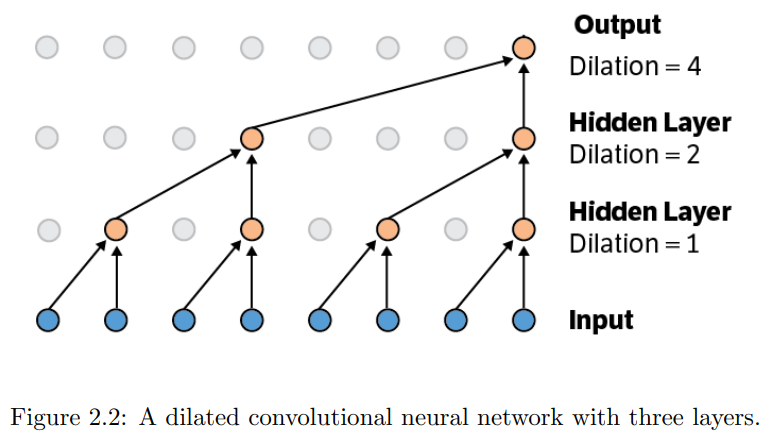 Output
Dilation = 4
Hidden Layer
Dilation = 2
Hidden Layer
Dilation = 1
Input
Figure 2.2: A dilated convolutional neural network with three layers.